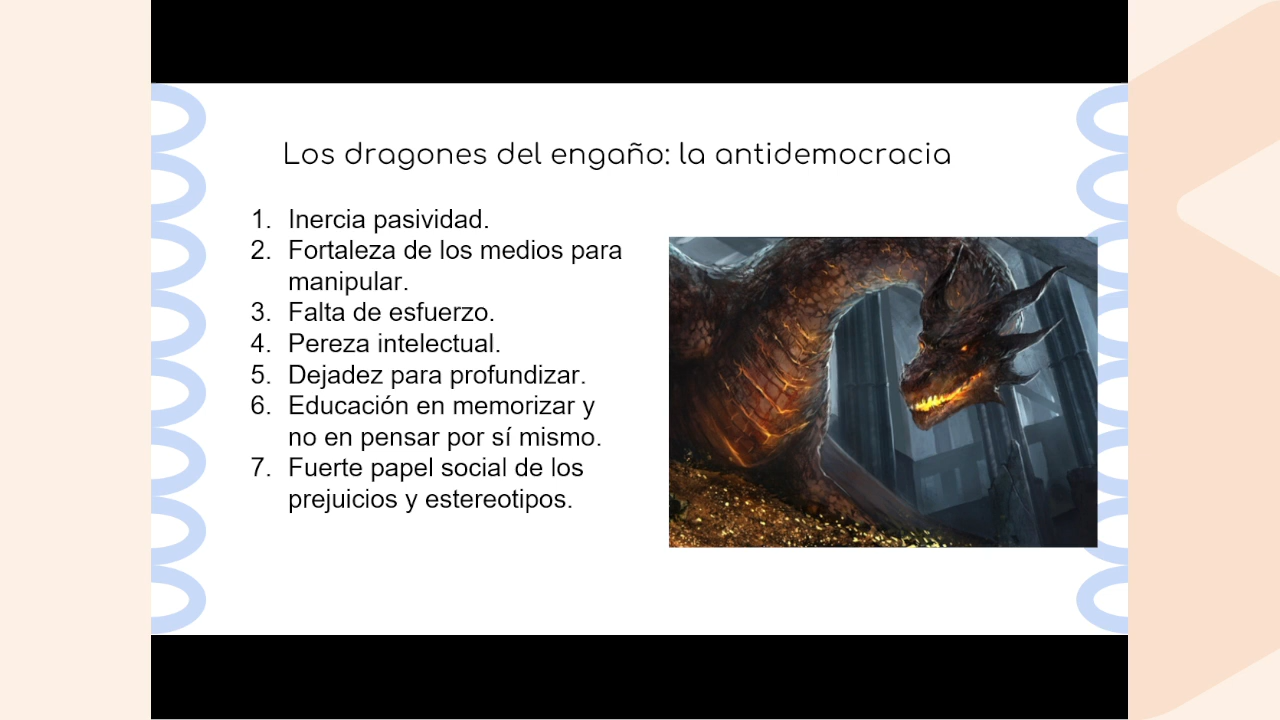 Los dragones del engaño: la antidemocracia
1. Inercia pasividad.
2. Fortaleza de los medios para
manipular.
3. Falta de esfuerzo.
4. Pereza intelectual.
5. Dejadez para profundizar.
6. Educación en memorizar y
no en pensar por sí mismo.
7. Fuerte papel social de los
prejuicios y estereotipos.